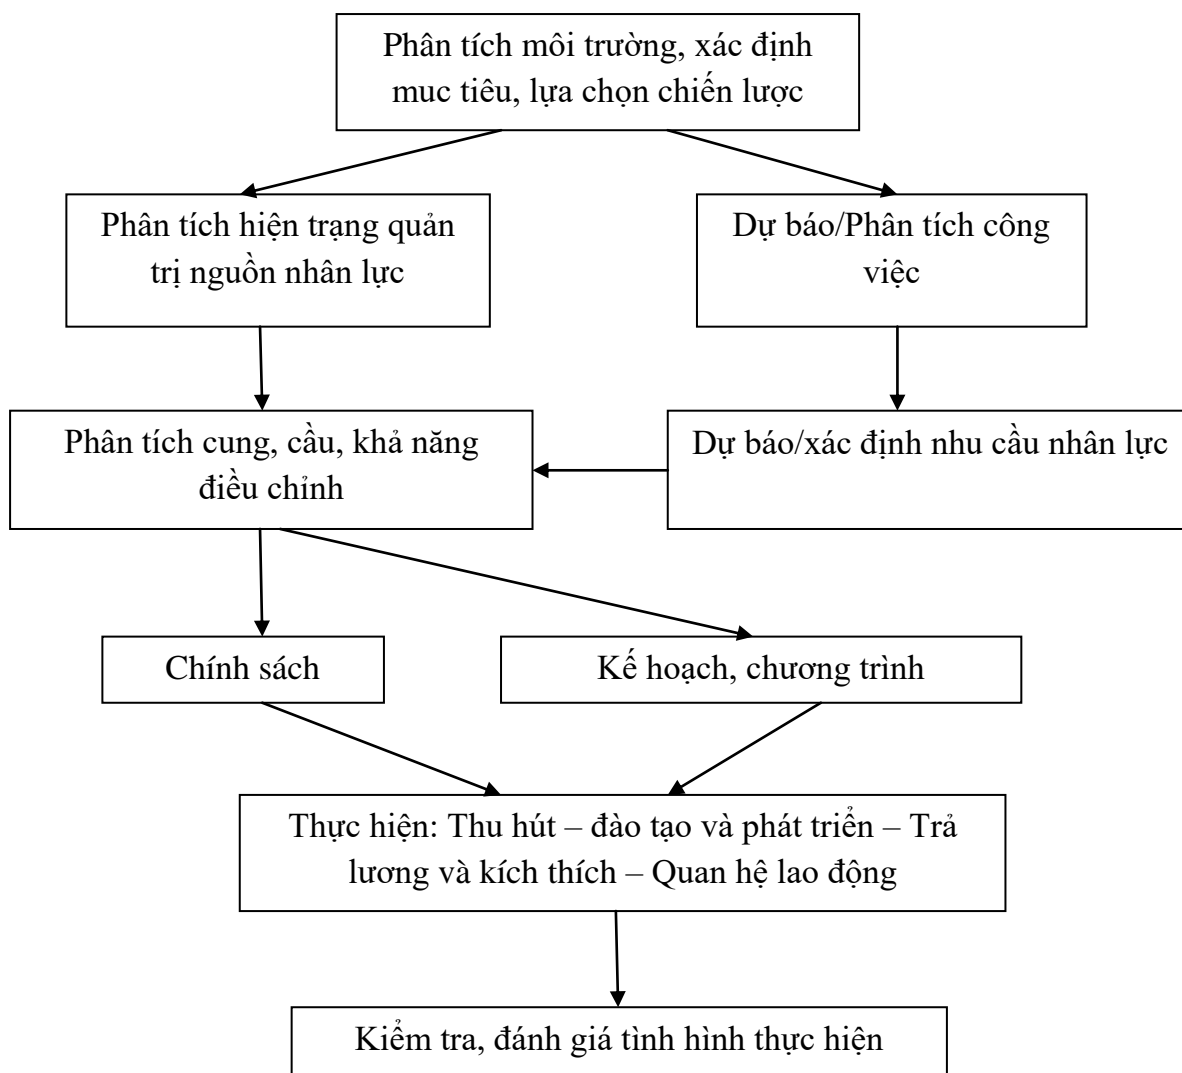 Phân tích môi trường, xác định
muc tiêu, lựa chọn chiến lược
Phân tích hiện trạng quản
trị nguồn nhân lực
Dự báo/Phân tích công
việc
Phân tích cung, cầu, khả năng
điều chỉnh
Dự báo/xác định nhu cầu nhân lực
Chính sách
Kế hoạch, chương trình
Thực hiện: Thu hút – đào tạo và phát triển – Trả
lương và kích thích – Quan hệ lao động
Kiểm tra, đánh giá tình hình thực hiện